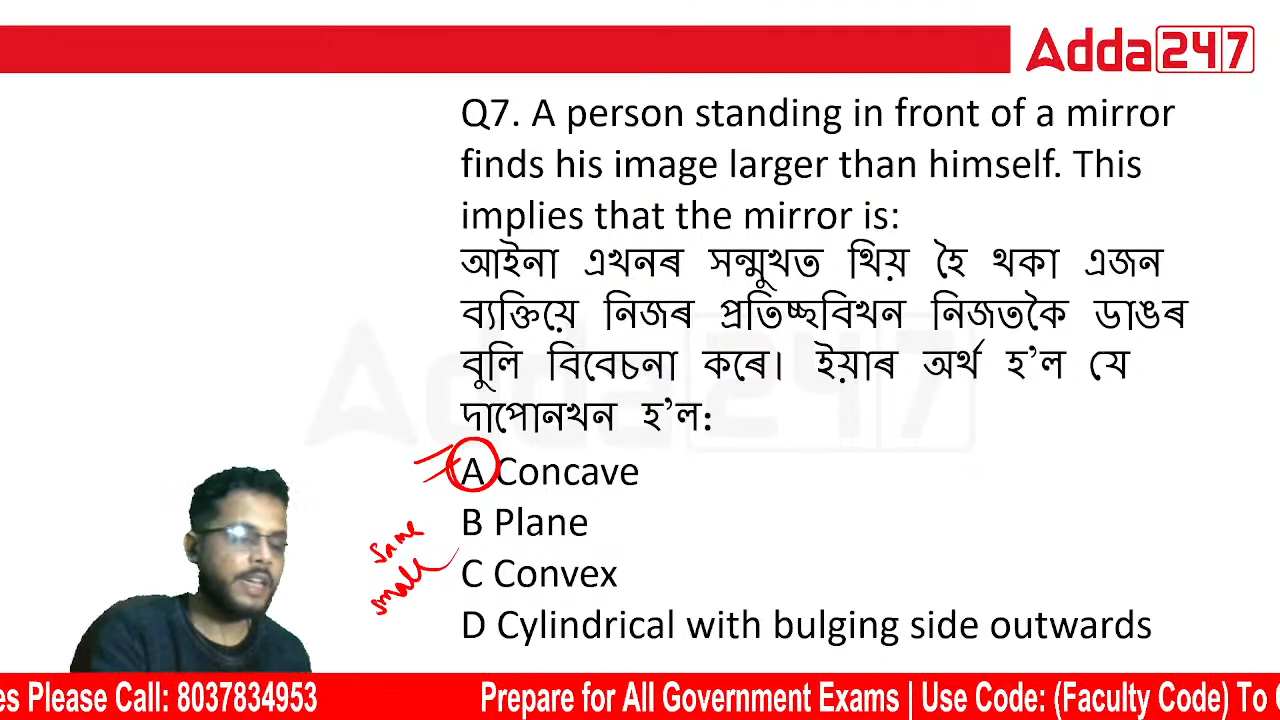 Adda247
Q7. A person standing in front of a mirror
finds his image larger than himself. This
implies that the mirror is:
আইনা এখনৰ সন্মুখত থিয় হৈ থকা এজন
ব্যক্তিয়ে নিজৰ প্ৰতিচ্ছবিখন নিজতকৈ ডাঙৰ
বুলি বিবেচনা কৰে। ইয়াৰ অৰ্থ হ’ল যে
দাপোনখন হ’ল:
A Concave
B Plane
same
C Convex
small
D Cylindrical with bulging side outwards
es Please Call: 8037834953
Prepare for All Government Exams | Use Code: (Faculty Code) To